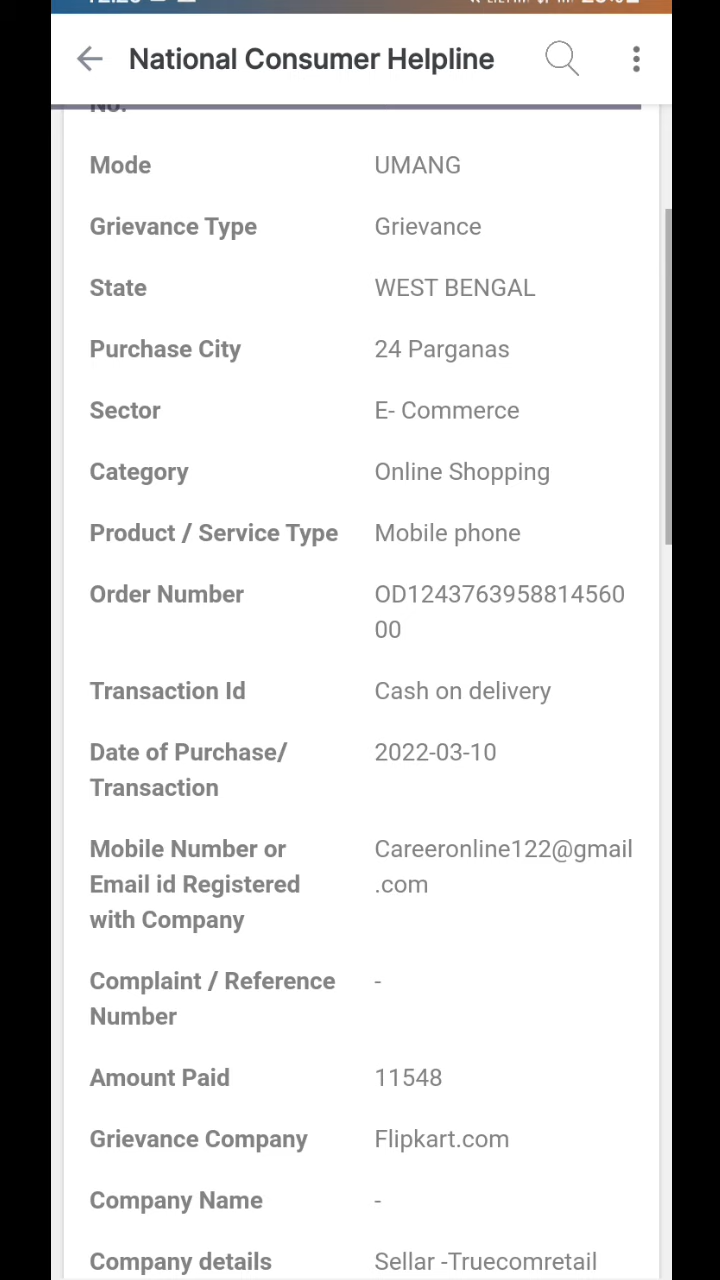 National Consumer Helpline
No.
Mode UMANG
Grievance Type Grievance
State WEST BENGAL
Purchase City 24 Parganas
Sector E- Commerce
Category Online Shopping
Product / Service Type Mobile phone
Order Number OD1243763958814560
00
Transaction Id Cash on delivery
Date of Purchase/ 2022-03-10
Transaction
Mobile Number or Careeronline122@gmail
Email id Registered .com
with Company
Complaint / Reference -
Number
Amount Paid 11548
Grievance Company Flipkart.com
Company Name -
Company details Sellar -Truecomretail